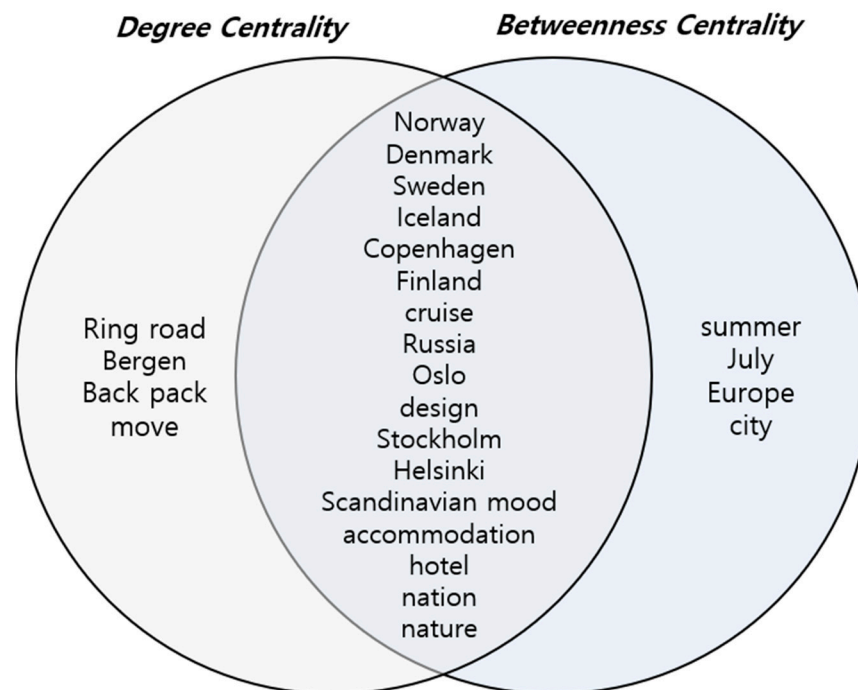 Degree Centrality
Betweenness Centrality
Ring road
Bergen
Back pack
move
Norway
Denmark
Sweden
Iceland
Copenhagen
Finland
cruise
Russia
Oslo
design
Stockholm
Helsinki
Scandinavian mood
accommodation
hotel
nation
nature
summer
July
Europe
city